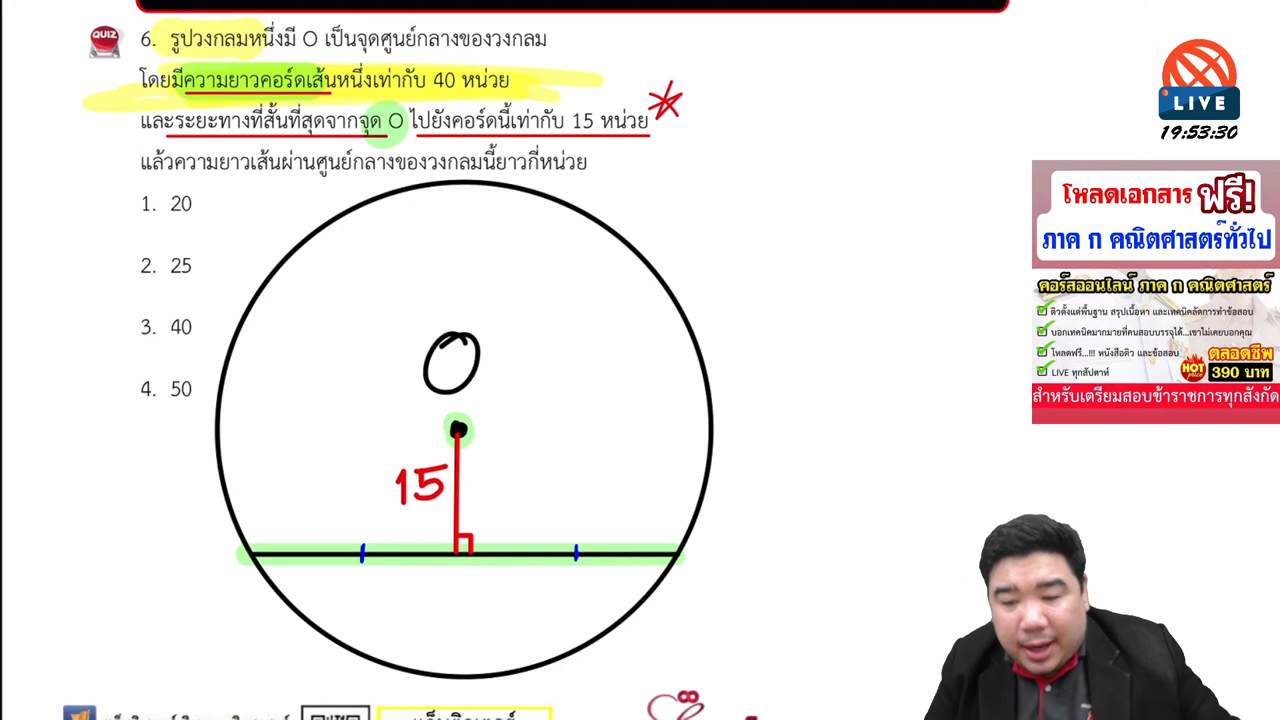 QUIZ
6. รูปวงกลมหนึ่งมี O เป็นจุดศูนย์กลางของวงกลม
โดยมีความยาวคอร์ดเส้นหนึ่งเท่ากับ 40 หน่วย
และระยะทางที่สั้นที่สุดจากจุด O ไปยังคอร์ดนี้เท่ากับ 15 หน่วย
แล้วความยาวเส้นผ่านศูนย์กลางของวงกลมนี้ยาวกี่หน่วย
1. 20
2. 25
3. 40
4. 50
O
15
LIVE
19:53:30
โหลดเอกสาร ฟรี!
ภาค ก คณิตศาสตร์ทั่วไป
คอร์สออนไลน์ ภาค ก คณิตศาสตร์
ติวตั้งแต่พื้นฐาน สรุปเนื้อหา และเทคนิคลัดการทำข้อสอบ
บอกเทคนิคมากมายที่คนสอบบรรจุได้...เขาไม่เคยบอกคุณ
โหลดฟรี...!!! หนังสือติว และข้อสอบ
LIVE ทุกสัปดาห์
HOT price
ตลอดชีพ
390 บาท
สำหรับเตรียมสอบข้าราชการทุกสังกัด